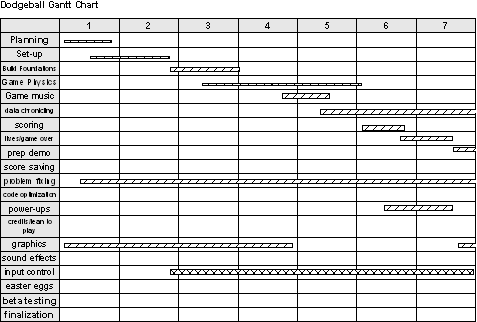 Dodgeball Gantt Chart
1 2 3 4 5 6 7
Planning
Set-up
Build Foundations
Game Physics
Game music
data chronicling
scoring
lives/game over
prep demo
score saving
problem fixing
code optimization
power-ups
credits/learn to
play
graphics
sound effects
input control
easter eggs
beta testing
finalization